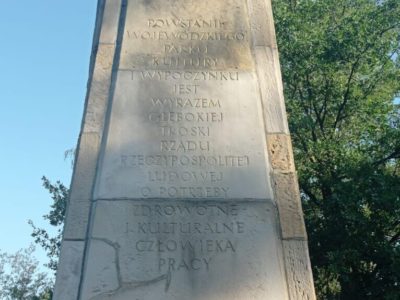 POWSTANIE
WOJEWÓDZKIEGO
PARKU
KULTURY
I WYPOCZYNKU
JEST
WYRAZEM
GŁĘBOKIEJ
TROSKI
RZĄDU
RZECZYPOSPOLITEJ
LUDOWEJ
O POTRZEBY
ZDROWOTNE
I KULTURALNE
CZŁOWIEKA
PRACY